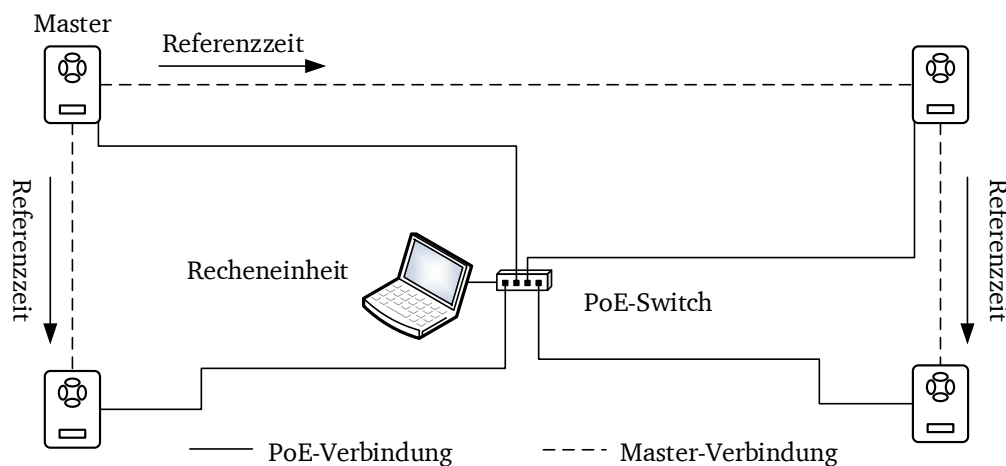 Master
Referenzzeit
Referenzzeit
Referenzzeit
Recheneinheit
PoE-Switch
PoE-Verbindung
Master-Verbindung